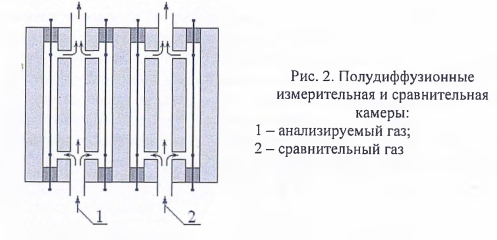 Рис. 2. Полудиффузионные
измерительная и сравнительная
камеры:
1 – анализируемый газ;
2 – сравнительный газ
1
2